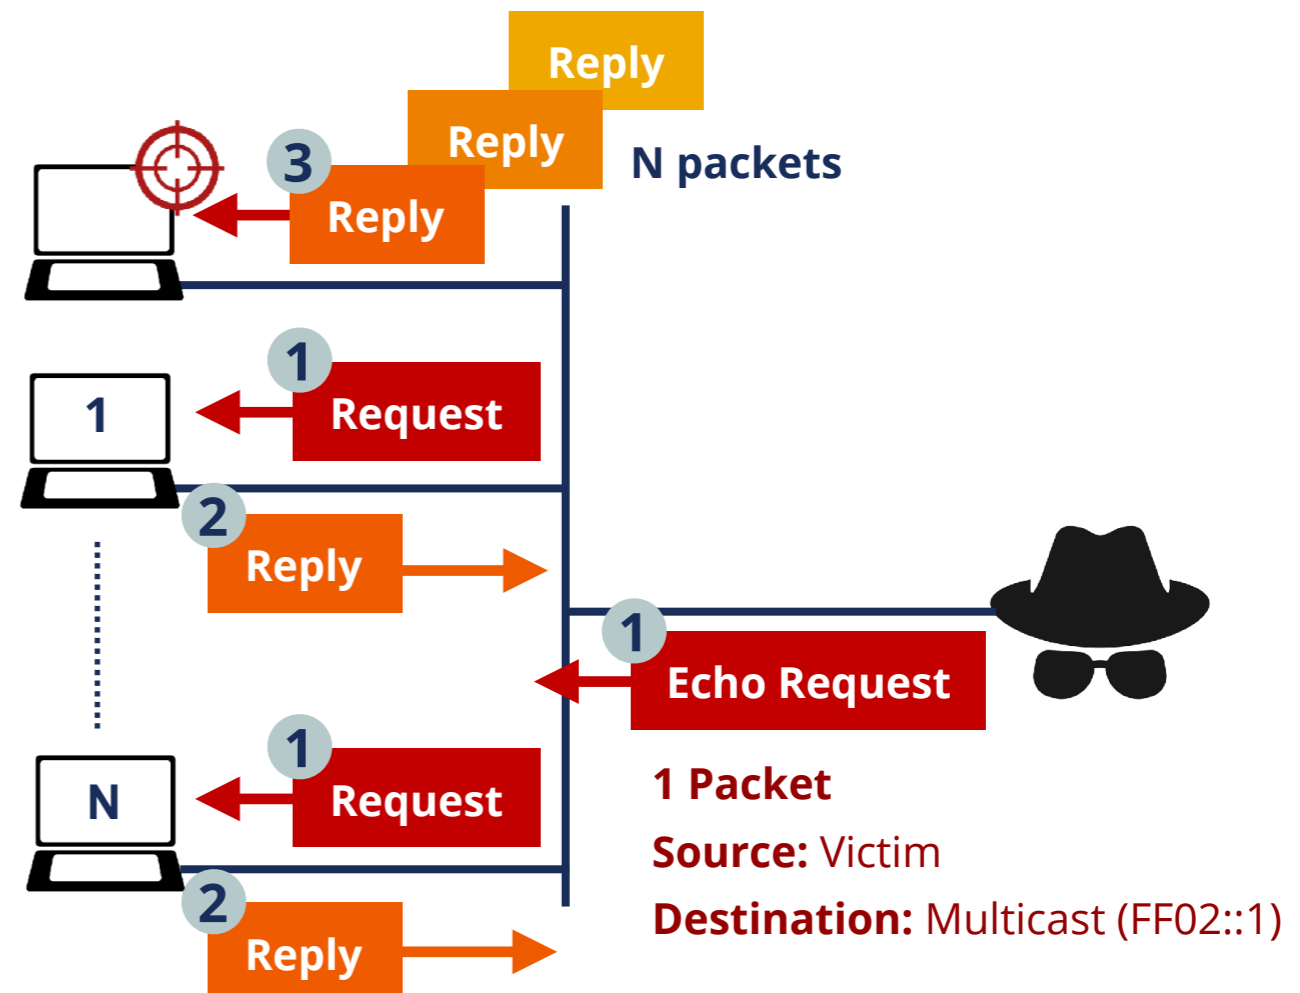 Reply
Reply
N packets
3
Reply
1
Request
1
2
Reply
1
Echo Request
1
Request
N
1 Packet
Source: Victim
Destination: Multicast (FF02::1)
2
Reply